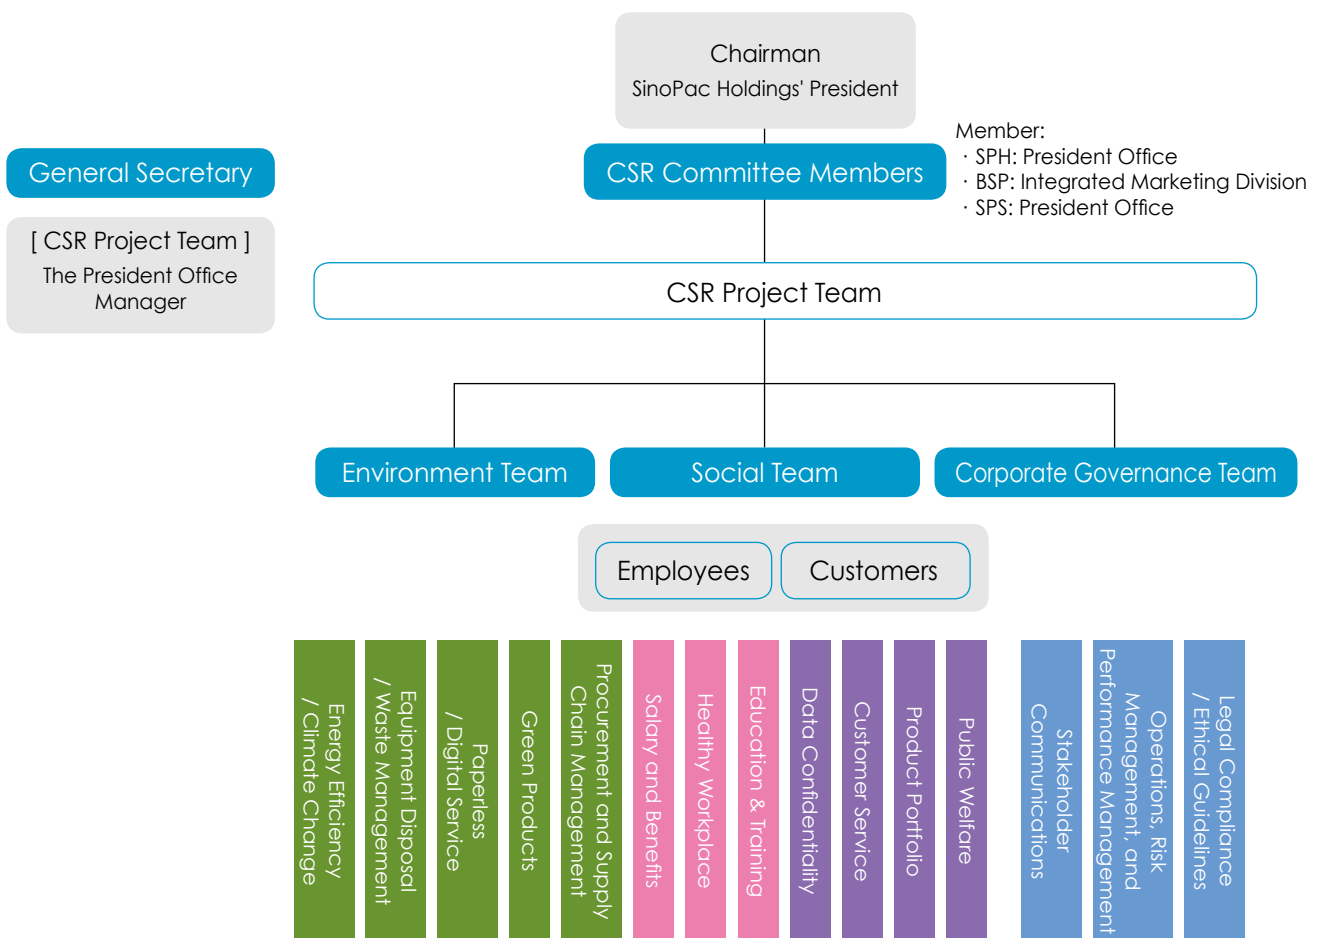 Chairman
SinoPac Holdings' President
General Secretary
[ CSR Project Team ]
The President Office
Manager
CSR Committee Members
Member:
· SPH: President Office
· BSP: Integrated Marketing Division
· SPS: President Office
CSR Project Team
Environment Team
Social Team
Corporate Governance Team
Employees
Customers
Energy Efficiency
/ Climate Change
Equipment Disposal
/ Waste Management
Paperless
/ Digital Service
Green Products
Procurement and Supply
Chain Management
Salary and Benefits
Healthy Workplace
Education & Training
Data Confidentiality
Customer Service
Product Portfolio
Public Welfare
Stakeholder
Communications
Operations, Risk
Management, and
Performance Management
Legal Compliance
/ Ethical Guidelines